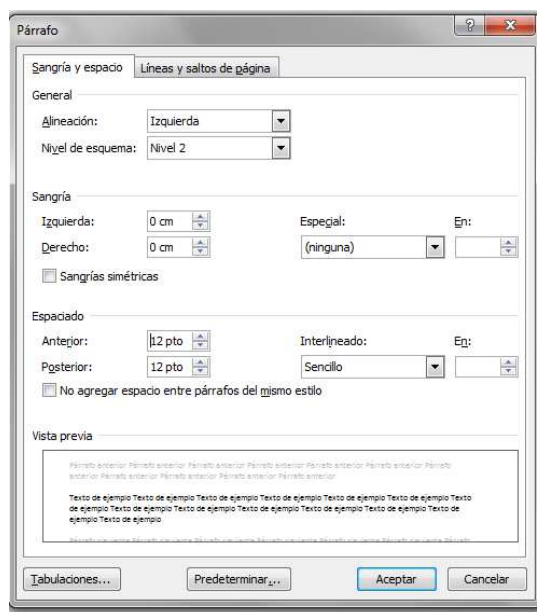 Párrafo
Sangría y espacio Líneas y saltos de página
General
Alineación: Izquierda
Nivel de esquema: Nivel 2
Sangría
Izquierda: 0 cm Especial: En:
Derecho: 0 cm (ninguna)
Sangrías simétricas
Espaciado
Anterior: 12 pto Interlineado: En:
Posterior: 12 pto Sencillo
No agregar espacio entre párrafos del mismo estilo
Vista previa
Párrafo anterior Párrafo anterior Párrafo anterior Párrafo anterior Párrafo anterior Párrafo anterior Párrafo
anterior Párrafo anterior Párrafo anterior Párrafo anterior Párrafo anterior
Texto de ejemplo Texto de ejemplo Texto de ejemplo Texto de ejemplo Texto de ejemplo Texto de ejemplo Texto
de ejemplo Texto de ejemplo Texto de ejemplo Texto de ejemplo Texto de ejemplo Texto de ejemplo Texto de
ejemplo Texto de ejemplo
Tabulaciones... Predeterminar... Aceptar Cancelar